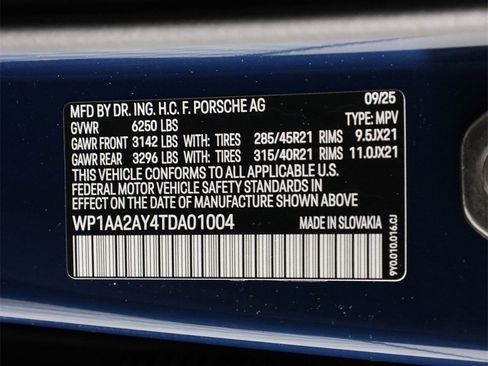 09/25
MFD BY DR. ING. H.C. F. PORSCHE AG
GVWR 6250 LBS TYPE: MPV
GAWR FRONT 3142 LBS WITH: TIRES 285/45R21 RIMS 9.5JX21
GAWR REAR 3296 LBS WITH: TIRES 315/40R21 RIMS 11.0JX21
THIS VEHICLE CONFORMS TO ALL APPLICABLE U.S.
FEDERAL MOTOR VEHICLE SAFETY STANDARDS IN
EFFECT ON THE DATE OF MANUFACTURE SHOWN ABOVE
WP1AA2AY4TDA01004 MADE IN SLOVAKIA
9Y0.010.016.GJ